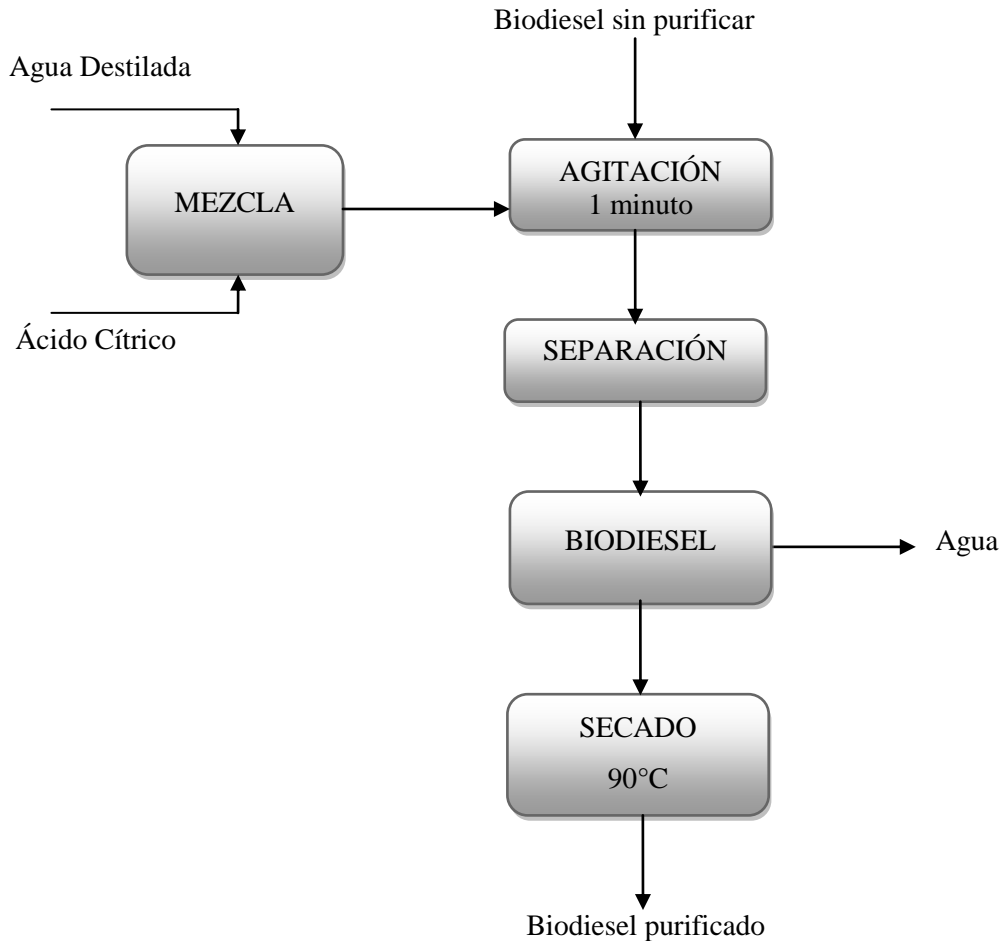 Biodiesel sin purificar
Agua Destilada
MEZCLA
AGITACIÓN
1 minuto
Ácido Cítrico
SEPARACIÓN
BIODIESEL
Agua
SECADO
90°C
Biodiesel purificado